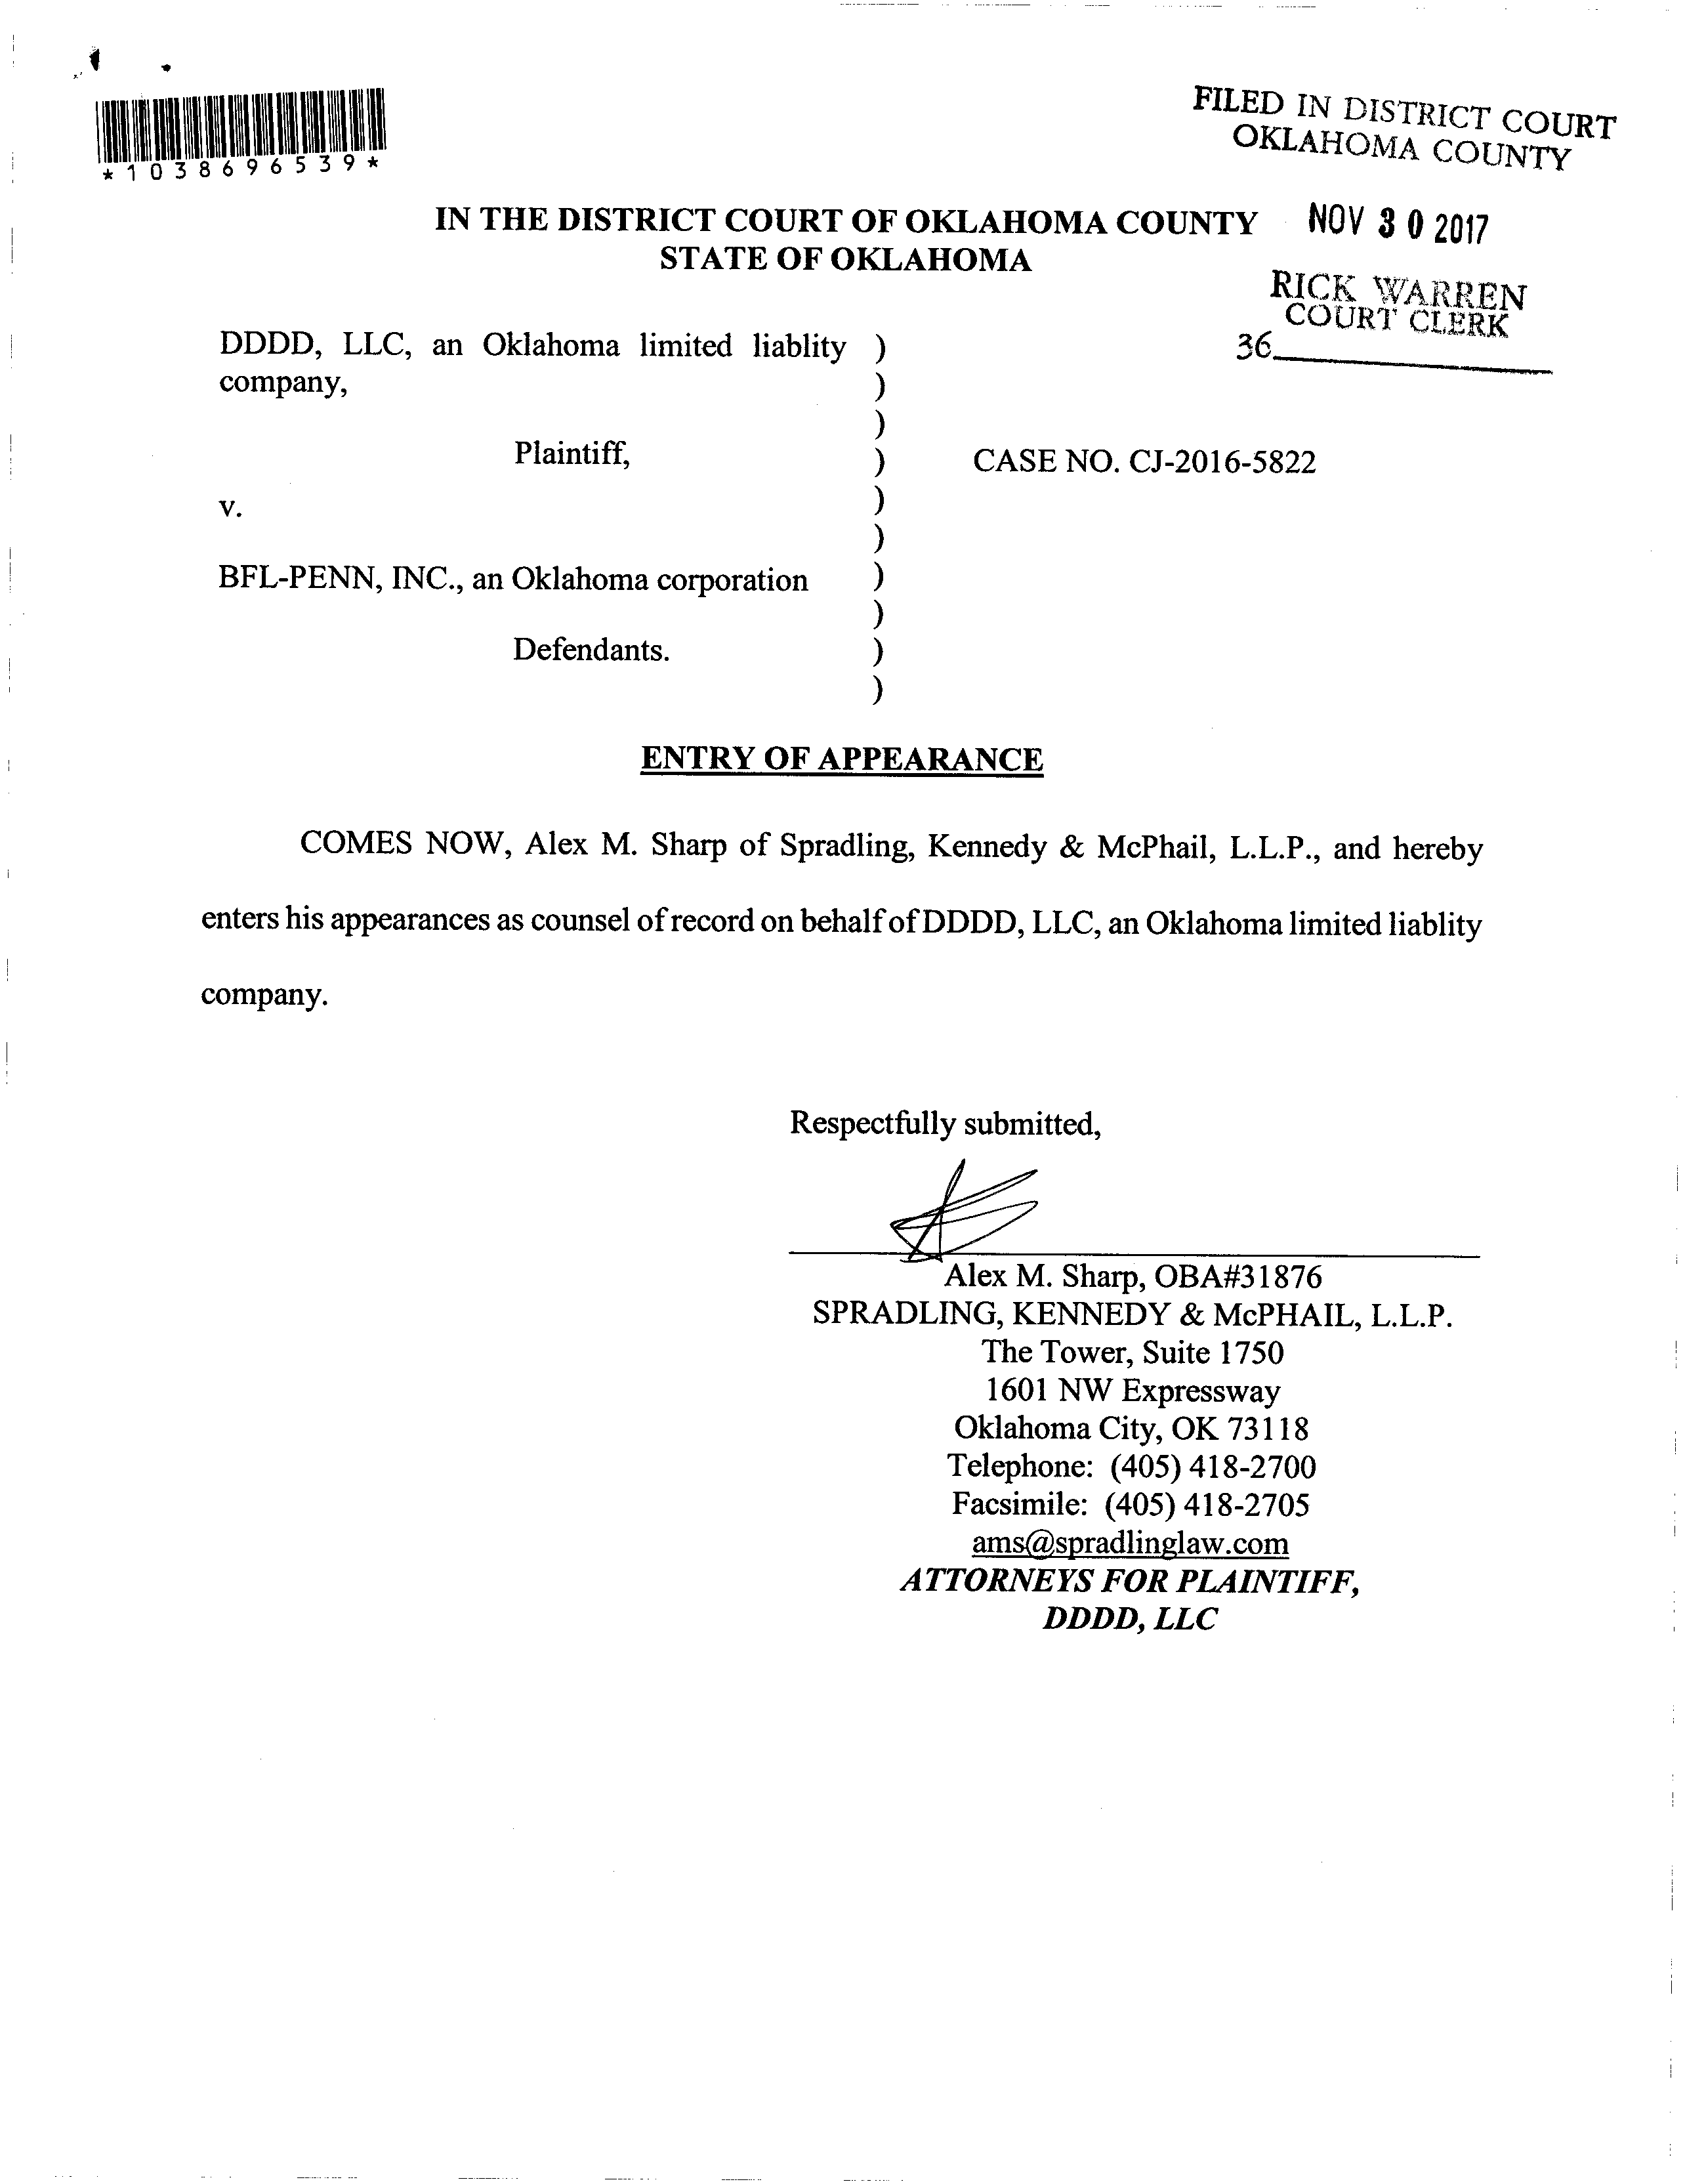 *1038696539*
FILED IN DISTRICT COURT
OKLAHOMA COUNTY
IN THE DISTRICT COURT OF OKLAHOMA COUNTY
STATE OF OKLAHOMA
NOV 30 2017
RICK WARREN
COURT CLERK
36
DDDD, LLC, an Oklahoma limited liablity )
company, )
)
Plaintiff, ) CASE NO. CJ-2016-5822
v. )
)
BFL-PENN, INC., an Oklahoma corporation )
)
Defendants. )
)
ENTRY OF APPEARANCE
COMES NOW, Alex M. Sharp of Spradling, Kennedy & McPhail, L.L.P., and hereby
enters his appearances as counsel of record on behalf of DDDD, LLC, an Oklahoma limited liablity
company.
Respectfully submitted,
Alex M. Sharp, OBA#31876
SPRADLING, KENNEDY & McPHAIL, L.L.P.
The Tower, Suite 1750
1601 NW Expressway
Oklahoma City, OK 73118
Telephone: (405) 418-2700
Facsimile: (405) 418-2705
ams@spradlinglaw.com
ATTORNEYS FOR PLAINTIFF,
DDDD, LLC